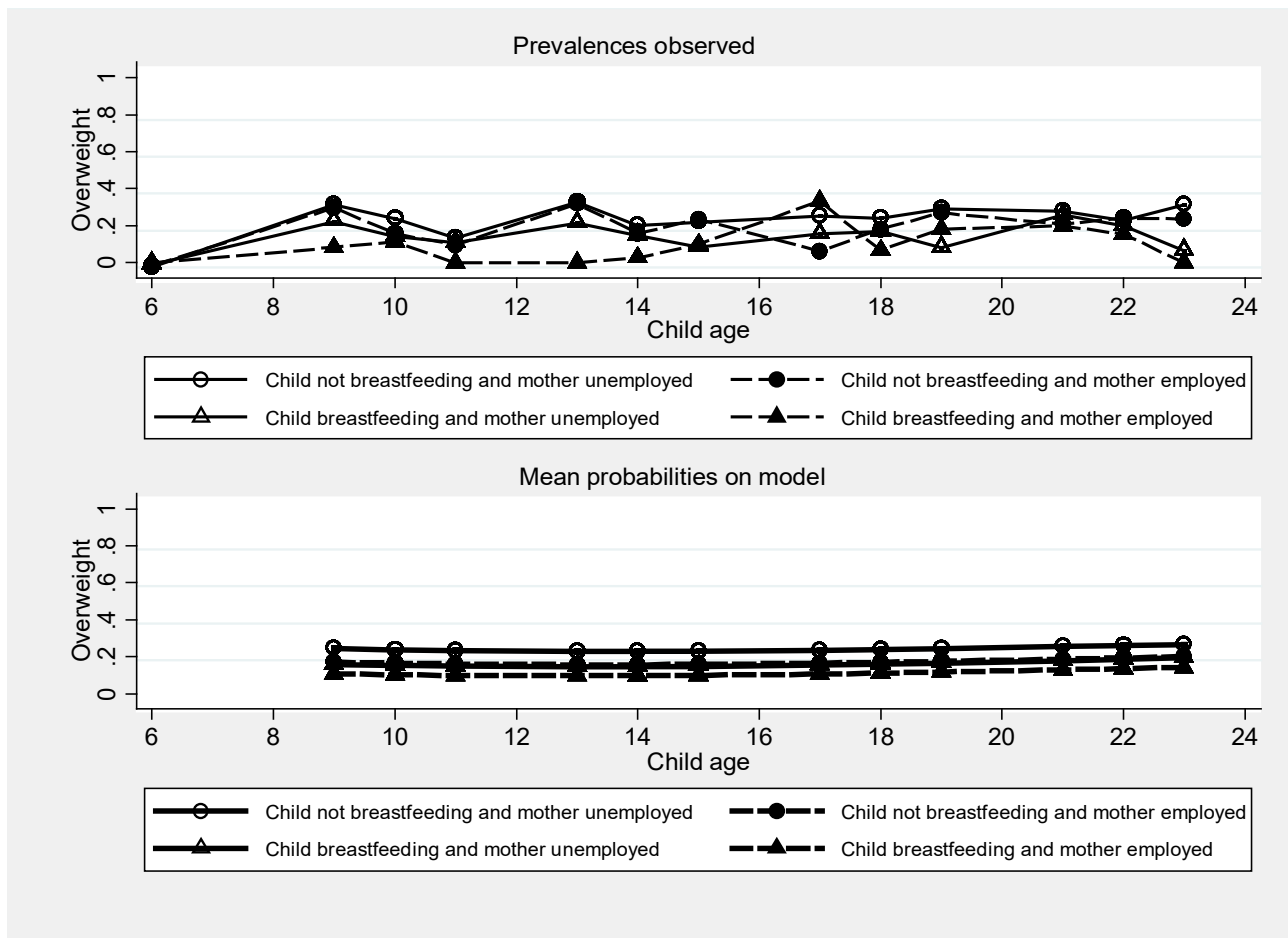 Prevalences observed
Overweight
1
.8
.6
.4
.2
0
6 8 10 12 14 16 18 20 22 24
Child age
Child not breastfeeding and mother unemployed Child not breastfeeding and mother employed
Child breastfeeding and mother unemployed Child breastfeeding and mother employed
Mean probabilities on model
Overweight
1
.8
.6
.4
.2
0
6 8 10 12 14 16 18 20 22 24
Child age
Child not breastfeeding and mother unemployed Child not breastfeeding and mother employed
Child breastfeeding and mother unemployed Child breastfeeding and mother employed